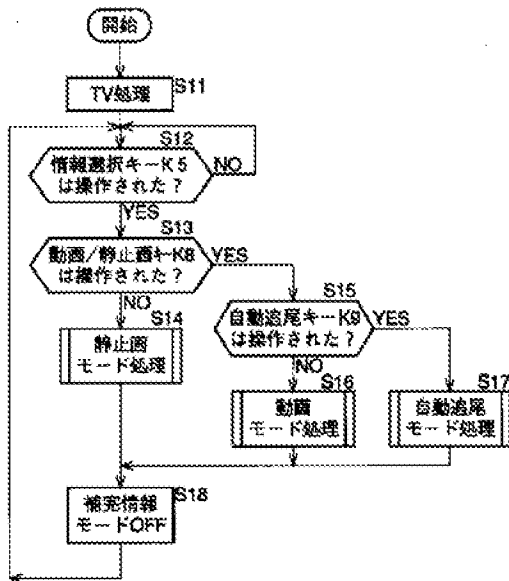 開始
TV処理
S11
S12
情報選択キーK5
は操作された？
NO
YES
S13
動画/静止画キーK8
は操作された？
YES
NO
S14
静止画
モード処理
S15
自動追尾キーK9
は操作された？
YES
NO
S16
動画
モード処理
S17
自動追尾
モード処理
S18
補充情報
モードOFF